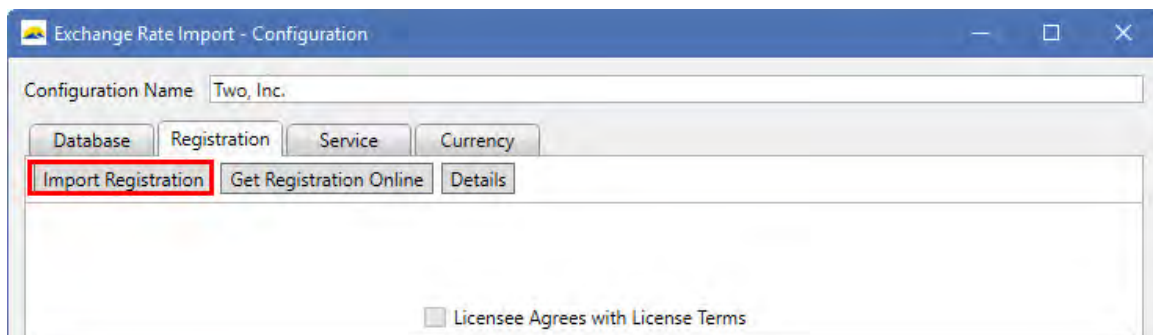 Exchange Rate Import - Configuration
Configuration Name Two, Inc.
Database Registration Service Currency
Import Registration Get Registration Online Details
Licensee Agrees with License Terms